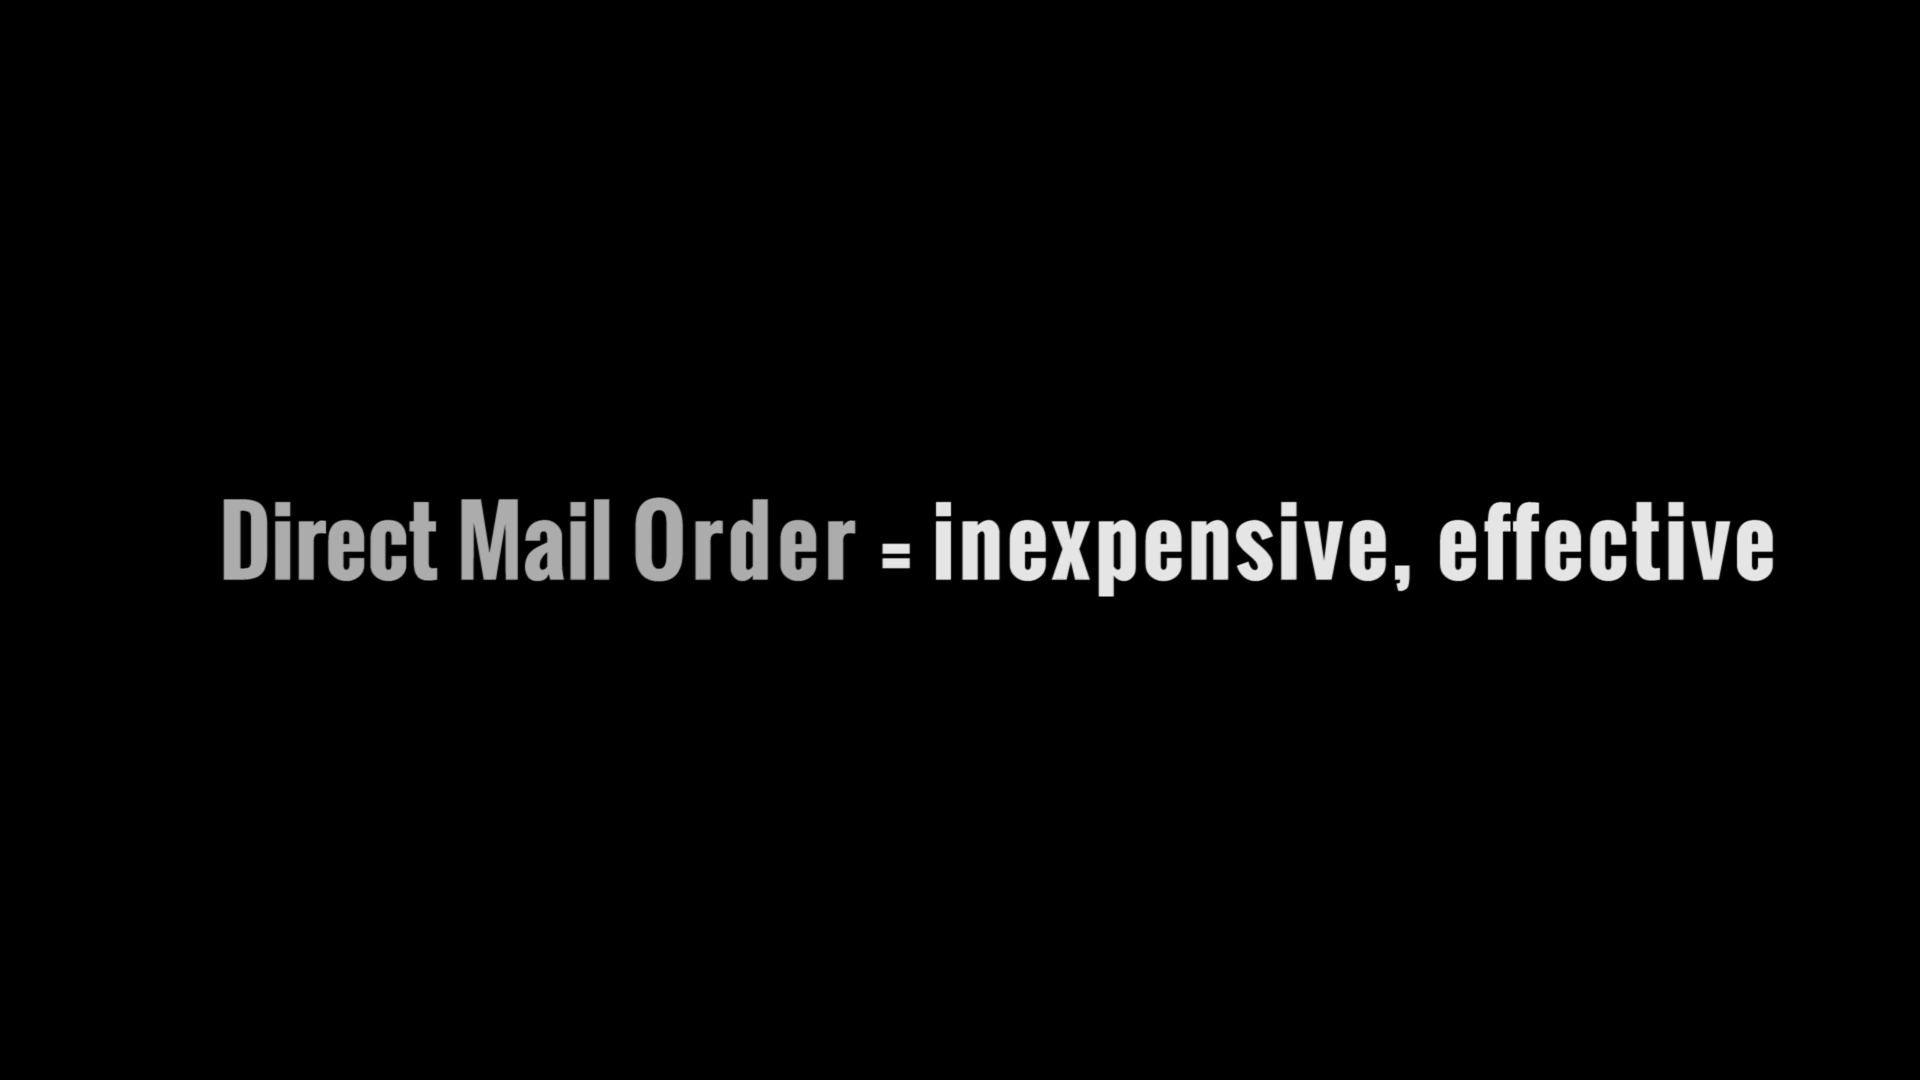 Direct Mail Order = inexpensive, effective